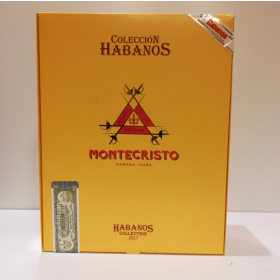 COLECCIÓN
HABANOS
MONTECRISTO
HABANA - CUBA
HABANOS
COLLECTION
2017